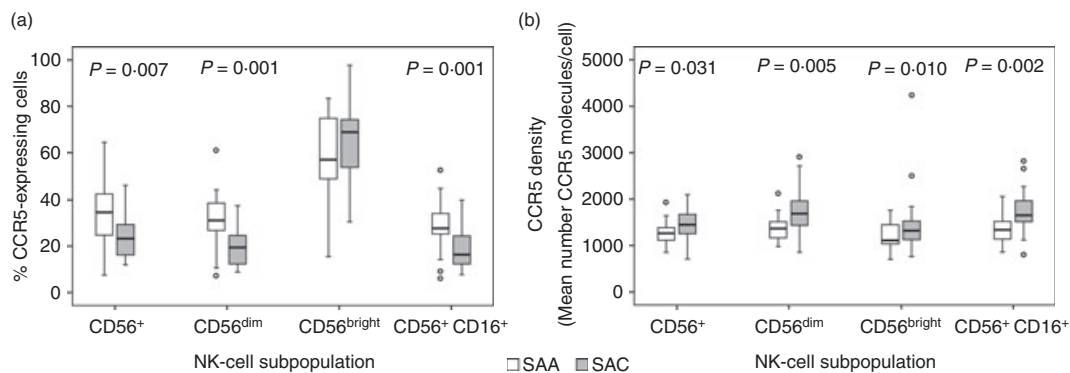 (a)
% CCR5-expressing cells
100
80
60
40
20
0
P = 0·007
P = 0·001
P = 0·001
CD56⁺
CD56ᵈⁱᵐ
CD56ᵇʳⁱᵍʰᵗ
CD56⁺ CD16⁺
NK-cell subpopulation
(b)
CCR5 density
(Mean number CCR5 molecules/cell)
5000
4000
3000
2000
1000
0
P = 0·031
P = 0·005
P = 0·010
P = 0·002
CD56⁺
CD56ᵈⁱᵐ
CD56ᵇʳⁱᵍʰᵗ
CD56⁺ CD16⁺
NK-cell subpopulation
SAA SAC